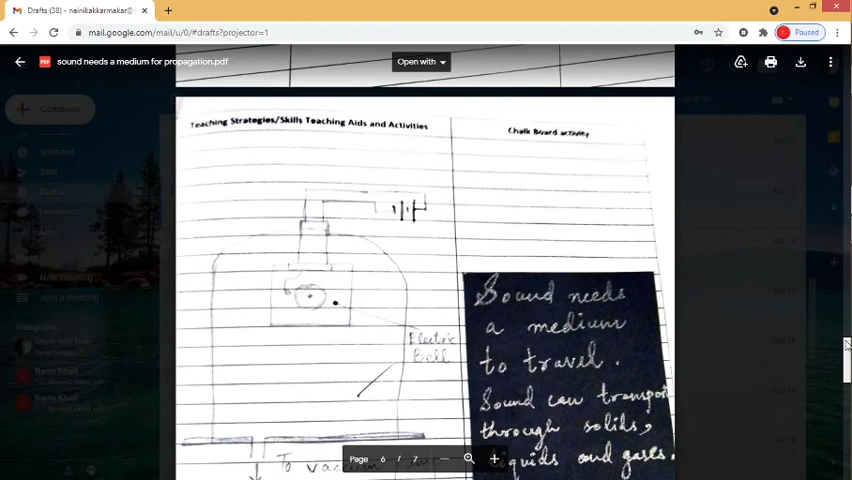 Drafts (38) - nainikakkarmakar@
mail.google.com/mail/u/0/#drafts?projector=1
Paused
sound needs a medium for propagation.pdf
Open with
Compose
Snoozed
Sent
Drafts
New meeting
Join a meeting
Hangouts
Teaching Strategies/Skills Teaching Aids and Activities
Chalk Board activity
Electric
Bell
To vacuum
Sound needs
a medium
to travel.
Sound can transport
through solids,
liquids and gases.
Page 6 / 7